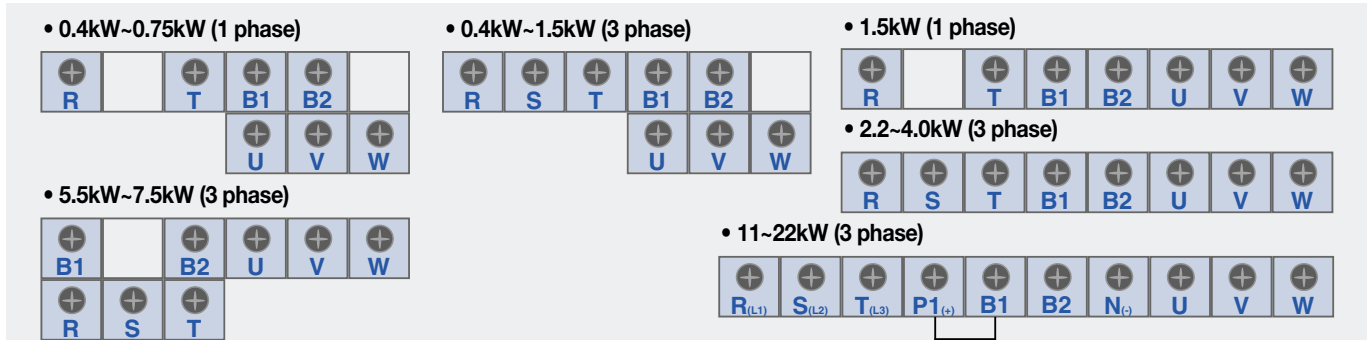 • 0.4kW~0.75kW (1 phase)
R T B1 B2
U V W
• 5.5kW~7.5kW (3 phase)
B1 B2 U V W
R S T
• 0.4kW~1.5kW (3 phase)
R S T B1 B2
U V W
• 1.5kW (1 phase)
R T B1 B2 U V W
• 2.2~4.0kW (3 phase)
R S T B1 B2 U V W
• 11~22kW (3 phase)
R(L1) S(L2) T(L3) P1(+) B1 B2 N(-) U V W